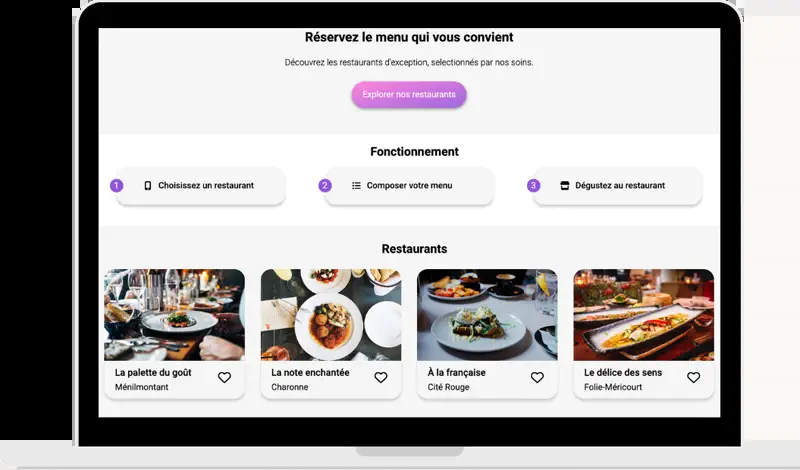 Réservez le menu qui vous convient
Découvrez les restaurants d'exception, selectionnés par nos soins.
Explorer nos restaurants
Fonctionnement
1 Choisissez un restaurant
2 Composer votre menu
3 Dégustez au restaurant
Restaurants
La palette du goût
Ménilmontant
La note enchantée
Charonne
À la française
Cité Rouge
Le délice des sens
Folie-Méricourt